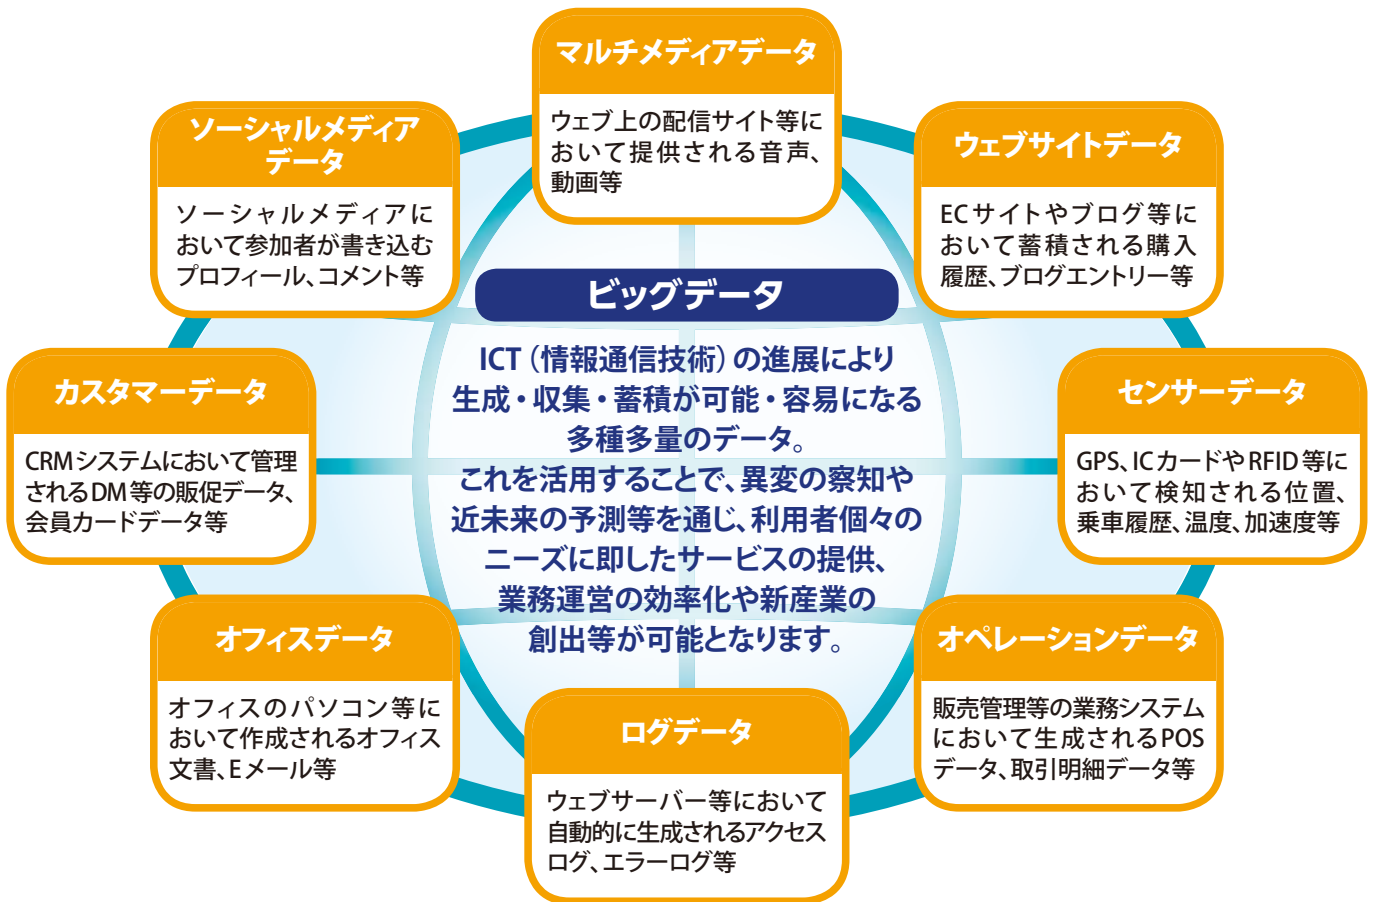 マルチメディアデータ
ウェブ上の配信サイト等に
おいて提供される音声、
動画等
ソーシャルメディア
データ
ソーシャルメディアに
おいて参加者が書き込む
プロフィール、コメント等
ウェブサイトデータ
ECサイトやブログ等に
おいて蓄積される購入
履歴、ブログエントリー等
ビッグデータ
ICT（情報通信技術）の進展により
生成・収集・蓄積が可能・容易になる
多種多量のデータ。
これを活用することで、異変の察知や
近未来の予測等を通じ、利用者個々の
ニーズに即したサービスの提供、
業務運営の効率化や新産業の
創出等が可能となります。
カスタマーデータ
CRMシステムにおいて管理
されるDM等の販促データ、
会員カードデータ等
センサーデータ
GPS、ICカードやRFID等に
おいて検知される位置、
乗車履歴、温度、加速度等
オフィスデータ
オフィスのパソコン等に
おいて作成されるオフィス
文書、Eメール等
オペレーションデータ
販売管理等の業務システム
において生成されるPOS
データ、取引明細データ等
ログデータ
ウェブサーバー等において
自動的に生成されるアクセス
ログ、エラーログ等